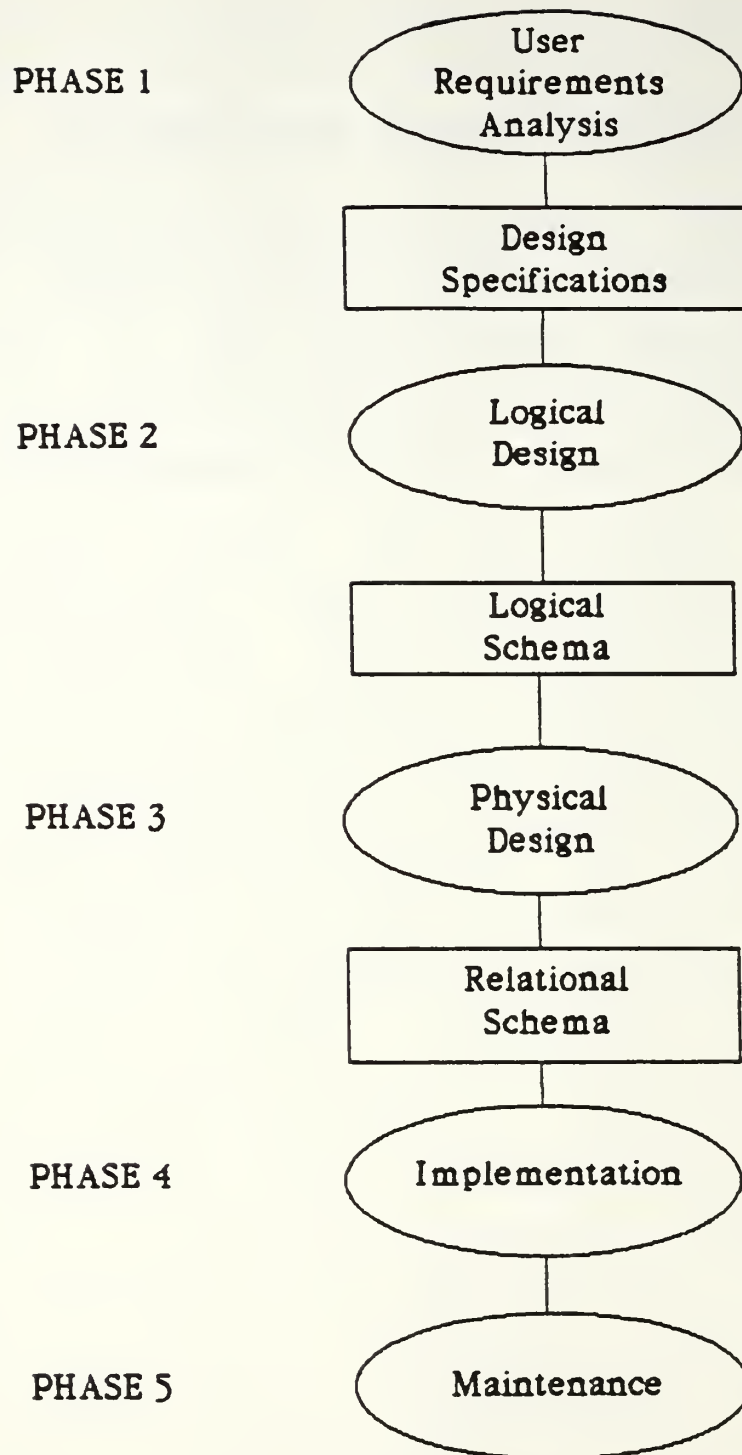 PHASE 1
User
Requirements
Analysis
Design
Specifications
PHASE 2
Logical
Design
Logical
Schema
PHASE 3
Physical
Design
Relational
Schema
PHASE 4
Implementation
PHASE 5
Maintenance